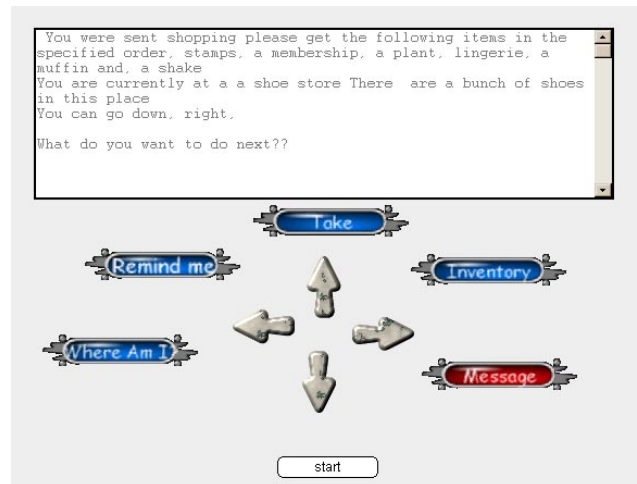 You were sent shopping please get the following items in the
specified order, stamps, a membership, a plant, lingerie, a
muffin and, a shake
You are currently at a a shoe store There  are a bunch of shoes
in this place
You can go down, right,
What do you want to do next??
Take
Remind me
Inventory
Where Am I
Message
start